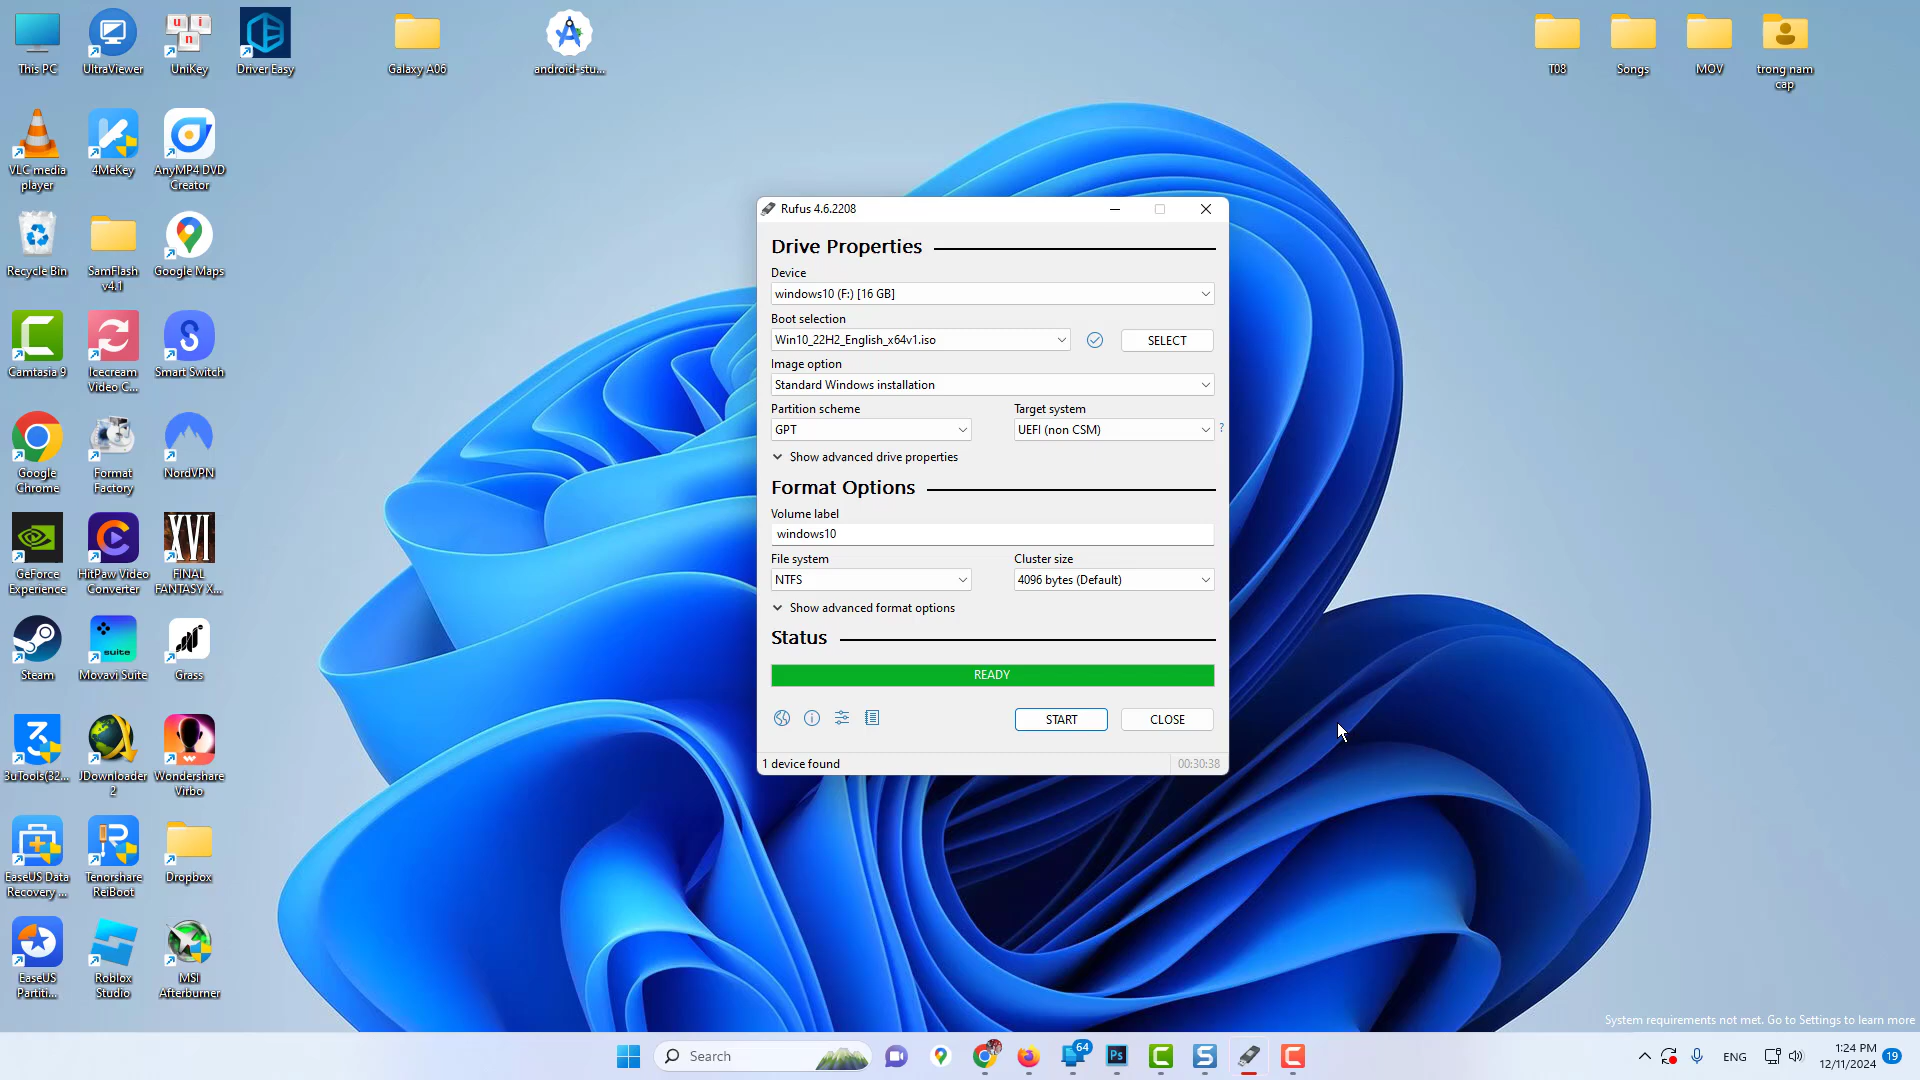 This PC
UltraViewer
u i
n
UniKey
Driver Easy
Galaxy A06
android-stu...
T08
Songs
MOV
trong nam
cap
VLC media
player
4MeKey
AnyMP4 DVD
Creator
Recycle Bin
SamFlash
v4.1
Google Maps
Camtasia 9
Icecream
Video C...
Smart Switch
Google
Chrome
Format
Factory
NordVPN
GeForce
Experience
HitPaw Video
Converter
XVI
FINAL
FANTASY X...
Steam
suite
Movavi Suite
Grass
3uTools(32...
JDownloader
2
Wondershare
Virbo
EaseUS Data
Recovery ...
Tenorshare
ReiBoot
Dropbox
EaseUS
Partiti...
Roblox
Studio
MSI
Afterburner
Rufus 4.6.2208
Drive Properties
Device
windows10 (F:) [16 GB]
Boot selection
Win10_22H2_English_x64v1.iso
SELECT
Image option
Standard Windows installation
Partition scheme
Target system
GPT
UEFI (non CSM)
?
Show advanced drive properties
Format Options
Volume label
windows10
File system
Cluster size
NTFS
4096 bytes (Default)
Show advanced format options
Status
READY
START
CLOSE
1 device found
00:30:38
System requirements not met. Go to Settings to learn more
Search
64
Ps
ENG
1:24 PM
12/11/2024
19